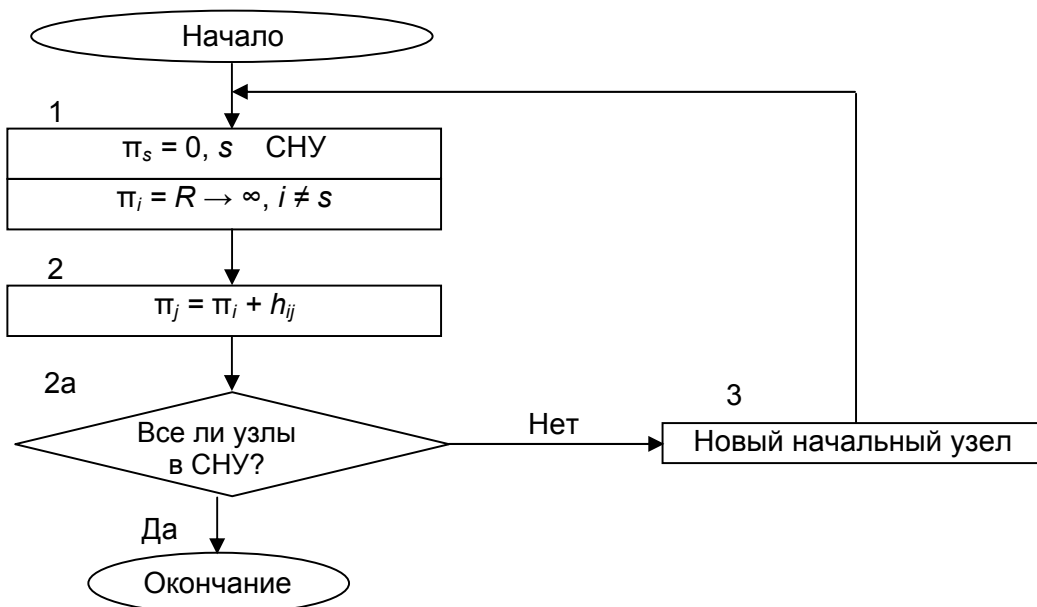 Начало
1
π_s = 0, s СНУ
π_i = R → ∞, i ≠ s
2
π_j = π_i + h_ij
2а
Все ли узлы
в СНУ?
Нет
3
Новый начальный узел
Да
Окончание